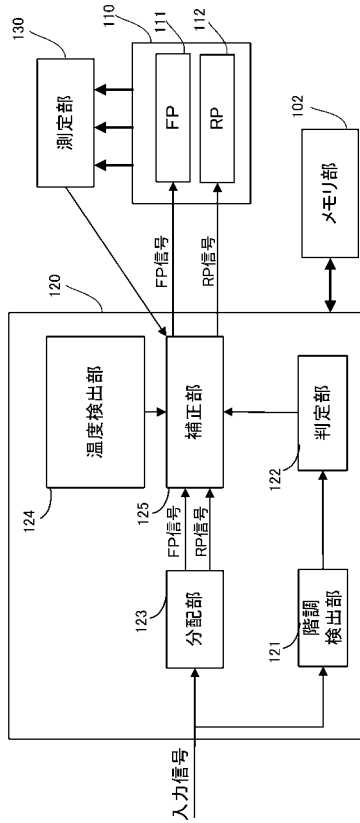 130
測定部
110
111
FP
112
RP
102
メモリ部
120
FP信号
RP信号
温度検出部
124
補正部
125
判定部
122
FP信号
RP信号
123
分配部
階調
検出部
121
入力信号